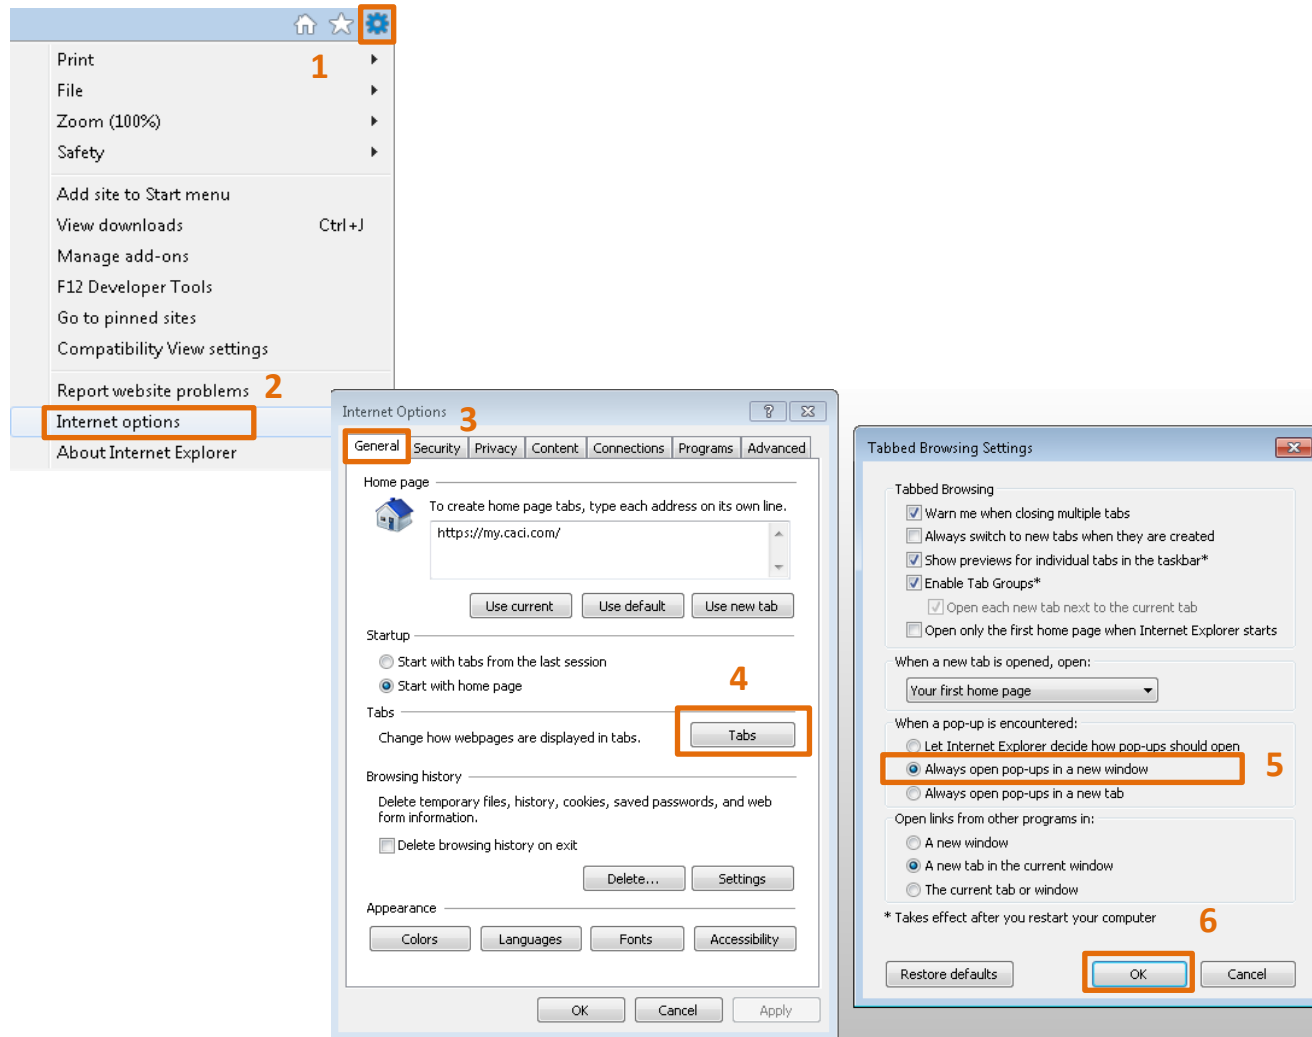 1
Print
File
Zoom (100%)
Safety
Add site to Start menu
View downloads Ctrl+J
Manage add-ons
F12 Developer Tools
Go to pinned sites
Compatibility View settings
Report website problems
2
Internet options
About Internet Explorer
Internet Options
3
General Security Privacy Content Connections Programs Advanced
Home page
To create home page tabs, type each address on its own line.
https://my.caci.com/
Use current Use default Use new tab
Startup
Start with tabs from the last session
Start with home page
4
Tabs
Change how webpages are displayed in tabs.
Tabs
Browsing history
Delete temporary files, history, cookies, saved passwords, and web
form information.
Delete browsing history on exit
Delete... Settings
Appearance
Colors Languages Fonts Accessibility
OK Cancel Apply
Tabbed Browsing Settings
Tabbed Browsing
Warn me when closing multiple tabs
Always switch to new tabs when they are created
Show previews for individual tabs in the taskbar*
Enable Tab Groups*
Open each new tab next to the current tab
Open only the first home page when Internet Explorer starts
When a new tab is opened, open:
Your first home page
When a pop-up is encountered:
Let Internet Explorer decide how pop-ups should open
Always open pop-ups in a new window
5
Always open pop-ups in a new tab
Open links from other programs in:
A new window
A new tab in the current window
The current tab or window
* Takes effect after you restart your computer
6
Restore defaults OK Cancel